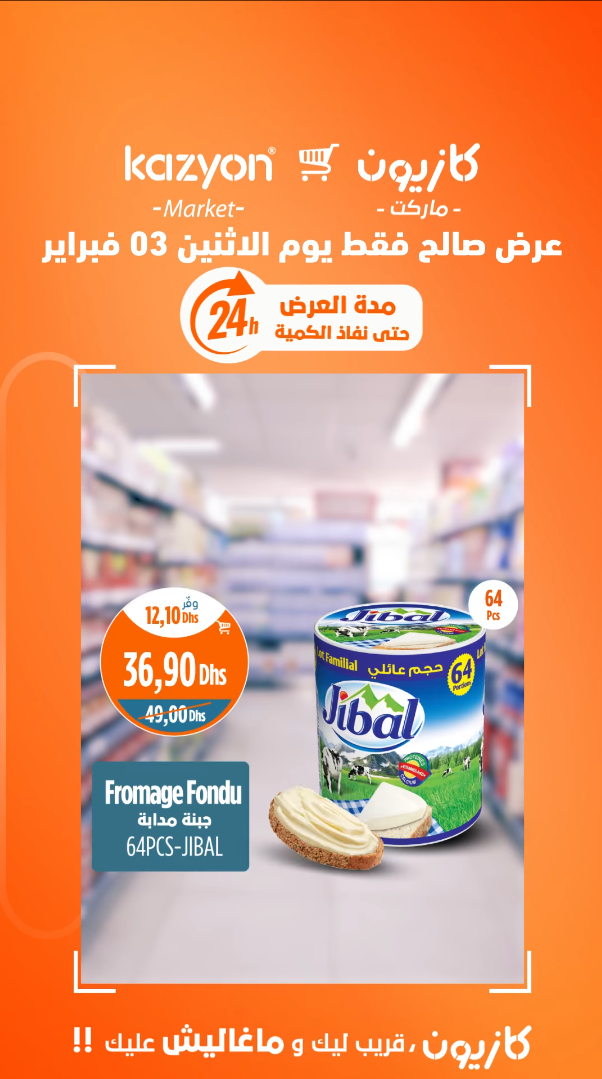 kazyon® كازيون
-Market- - ماركت -
عرض صالح فقط يوم الاثنين 03 فبراير
24h
مدة العرض
حتى نفاذ الكمية
64
Pcs
وفّر
12,10 Dhs
36,90 Dhs
49,00 Dhs
Jibal
Lot Familial حجم عائلي
64
Portions
Jibal
Fromage Fondu
جبنة مدابة
64PCS-JIBAL
كازيون، قريب ليك و ماغاليش عليك !!